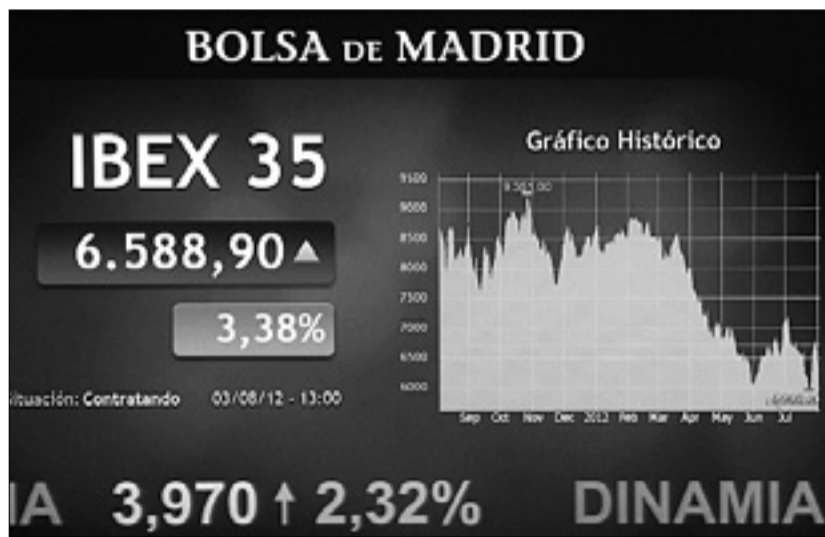 BOLSA DE MADRID
IBEX 35
6.588,90
3,38%
Situación: Contratando 03/08/12 - 13:00
Gráfico Histórico
9500
9000
8500
8000
7500
7000
6500
6000
Sep Oct Nov Dec 2012 Feb Mar Apr May Jun Jul
IA 3,970 ↑ 2,32% DINAMIA